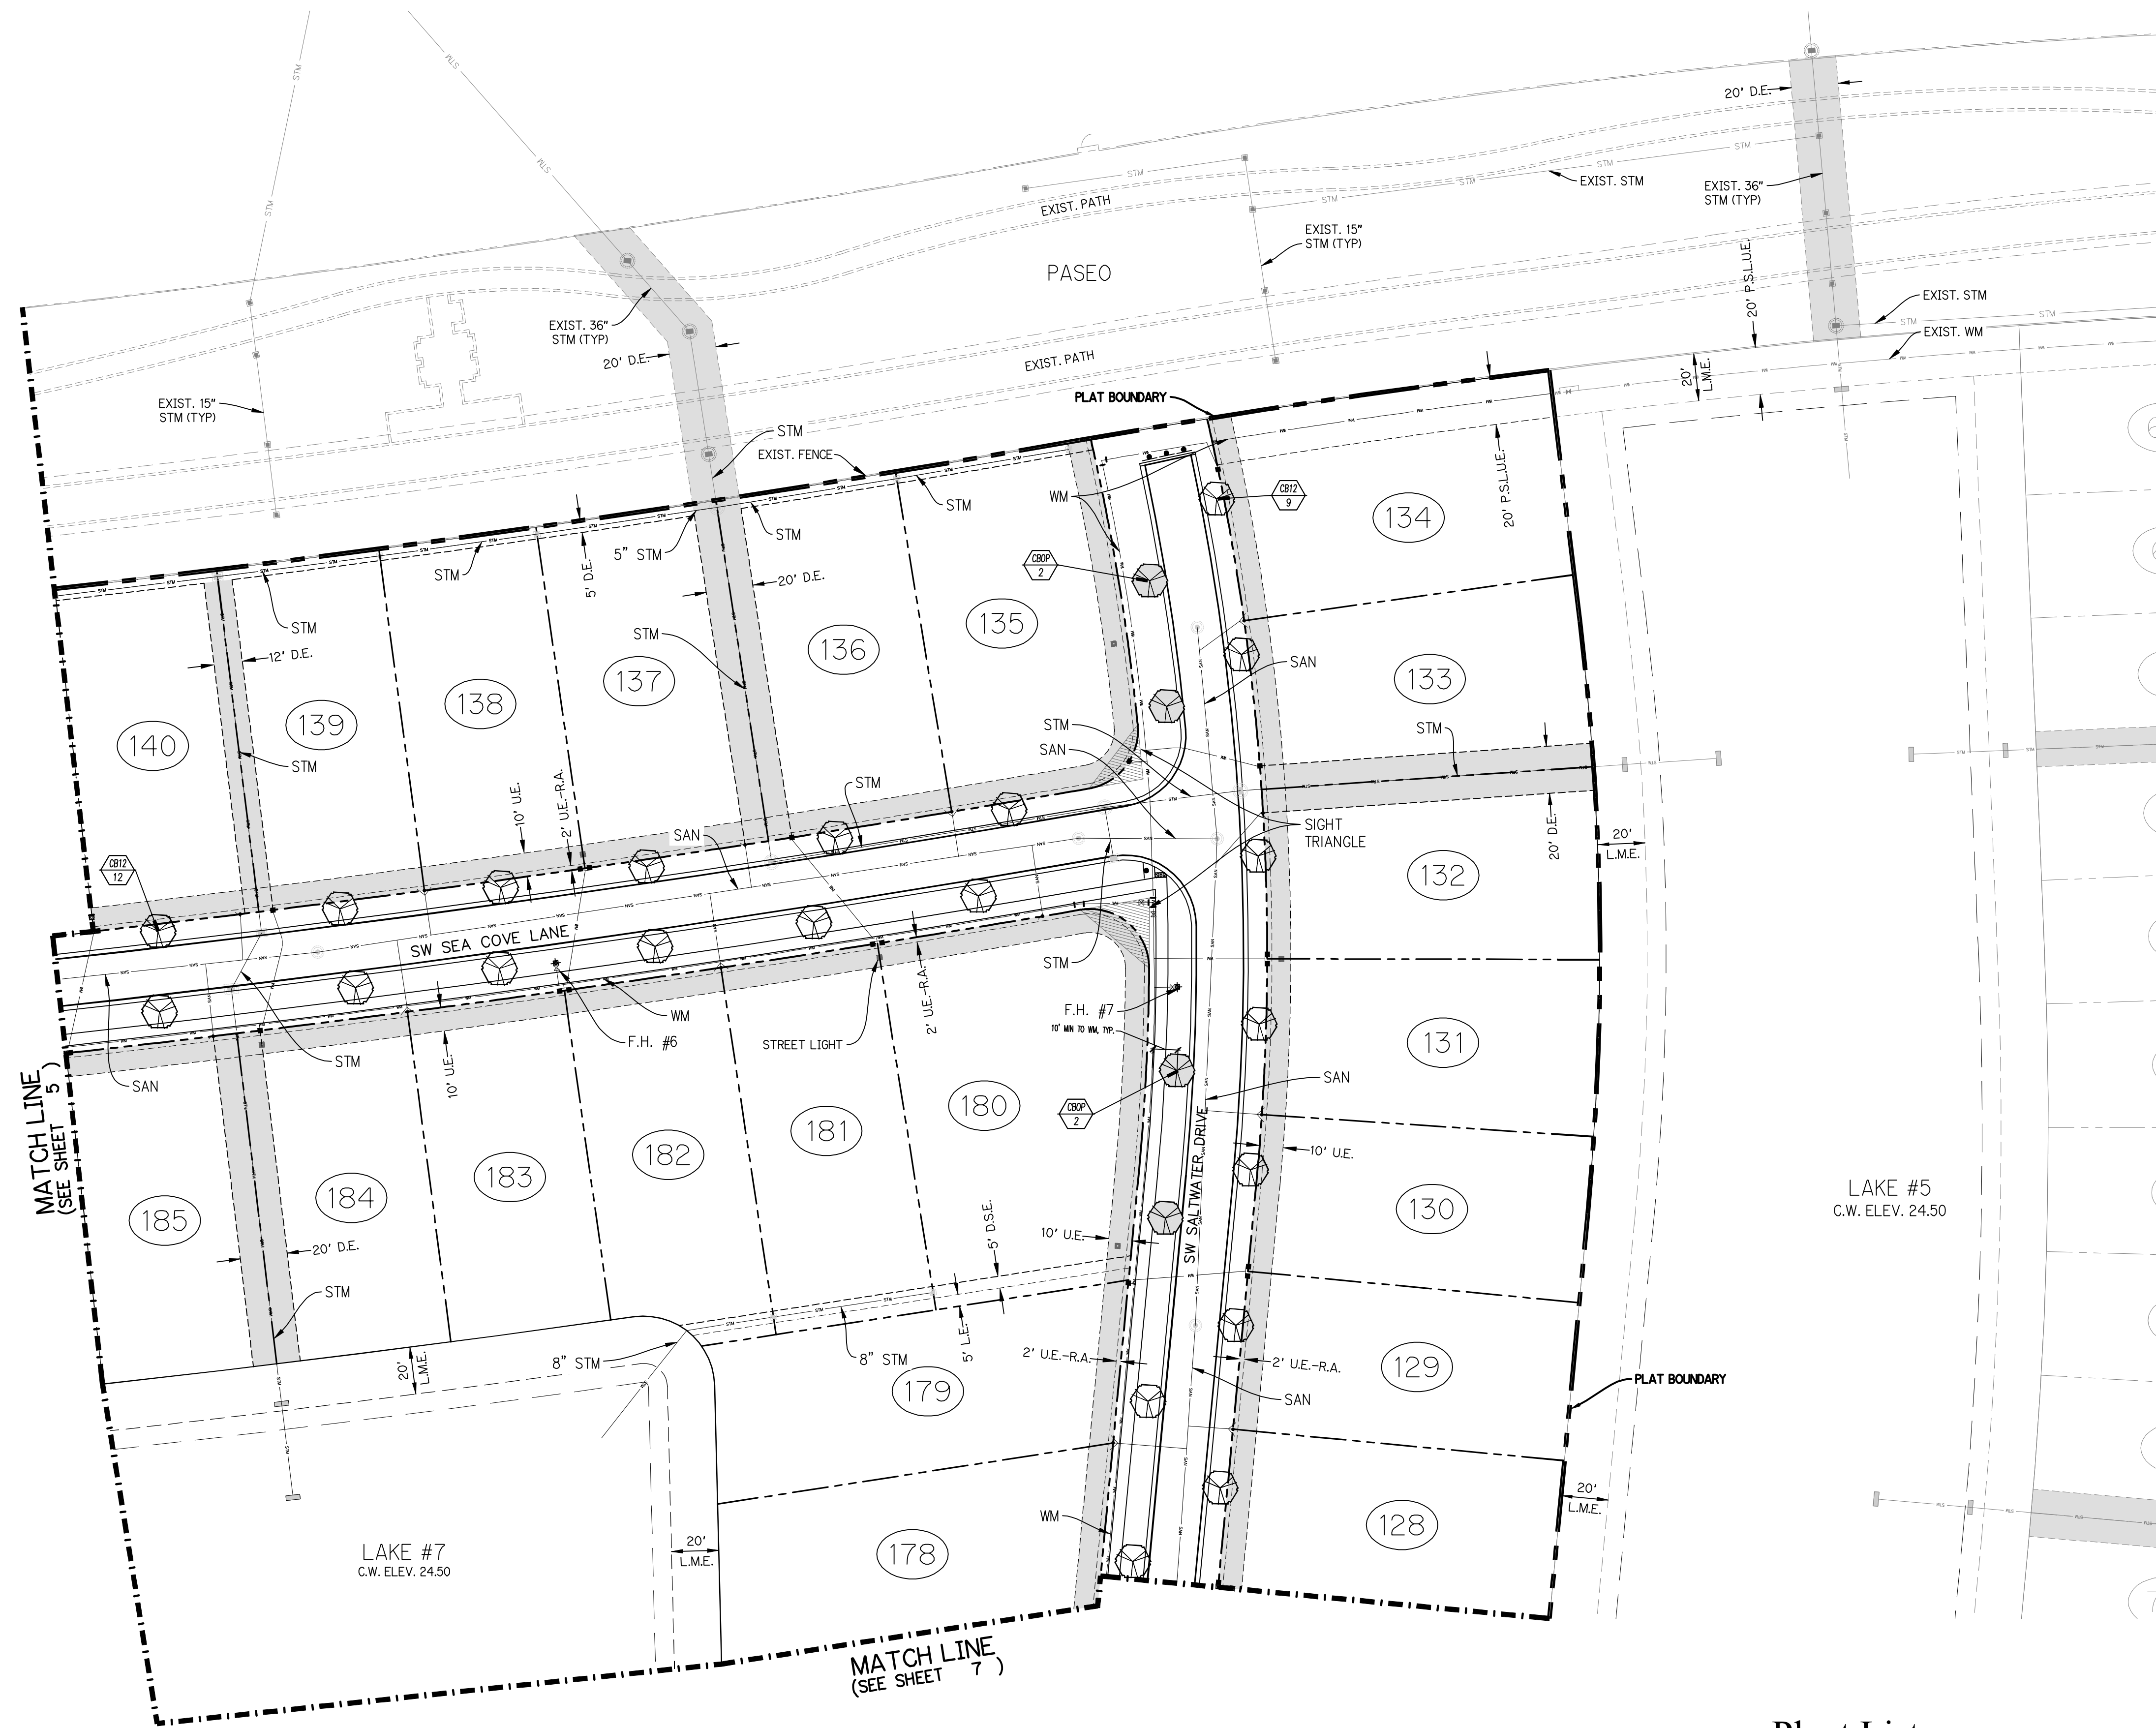 20' D.E.
EXIST. 36"
STM (TYP)
EXIST. STM
EXIST. PATH
EXIST. 15"
STM (TYP)
PASEO
20' P.S.L.U.E.
EXIST. STM
EXIST. WM
EXIST. 36"
STM (TYP)
20' D.E.
EXIST. 15"
STM (TYP)
EXIST. PATH
20'
L.M.E.
PLAT BOUNDARY
STM
EXIST. FENCE
STM
WM
CB12
9
134
20' P.S.L.U.E.
5" STM
STM
CBOP
2
STM
5' D.E.
20' D.E.
STM
12' D.E.
STM
135
136
137
138
139
140
SAN
133
STM
STM
SAN
STM
STM
10' U.E.
2' U.E.-R.A.
SAN
SIGHT
TRIANGLE
20' D.E.
20'
L.M.E.
CB12
12
132
SW SEA COVE LANE
STM
F.H. #7
10' MIN TO WM, TYP.
2' U.E.-R.A.
WM
F.H. #6
STREET LIGHT
STM
SAN
10' U.E.
131
SAN
CBOP
2
MATCH LINE
(SEE SHEET 5 )
180
181
182
183
184
185
SW SALTWATER DRIVE
10' U.E.
130
LAKE #5
C.W. ELEV. 24.50
5' D.S.E.
10' U.E.
20' D.E.
STM
8" STM
8" STM
5' L.E.
2' U.E.-R.A.
2' U.E.-R.A.
129
PLAT BOUNDARY
20'
L.M.E.
179
SAN
20'
L.M.E.
WM
128
LAKE #7
C.W. ELEV. 24.50
20'
L.M.E.
178
MATCH LINE
(SEE SHEET 7 )